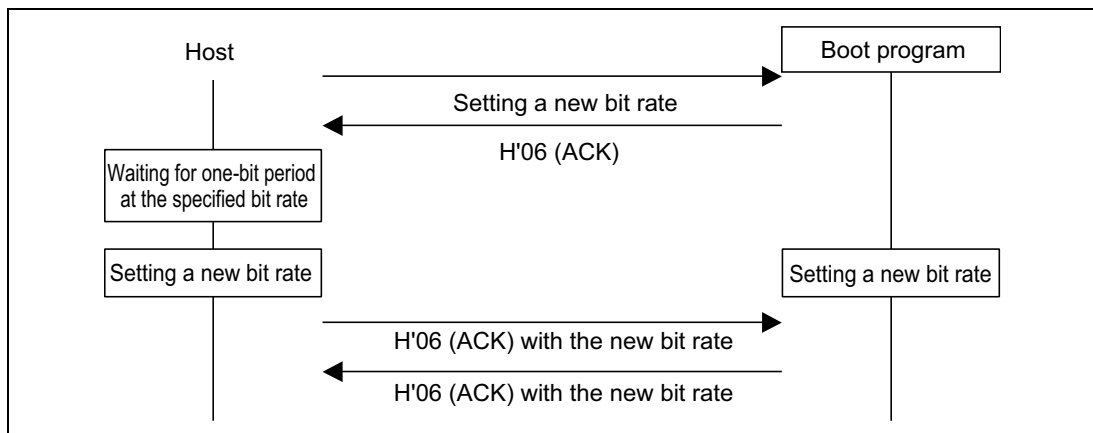 Host
Boot program
Setting a new bit rate
H'06 (ACK)
Waiting for one-bit period
at the specified bit rate
Setting a new bit rate
Setting a new bit rate
H'06 (ACK) with the new bit rate
H'06 (ACK) with the new bit rate